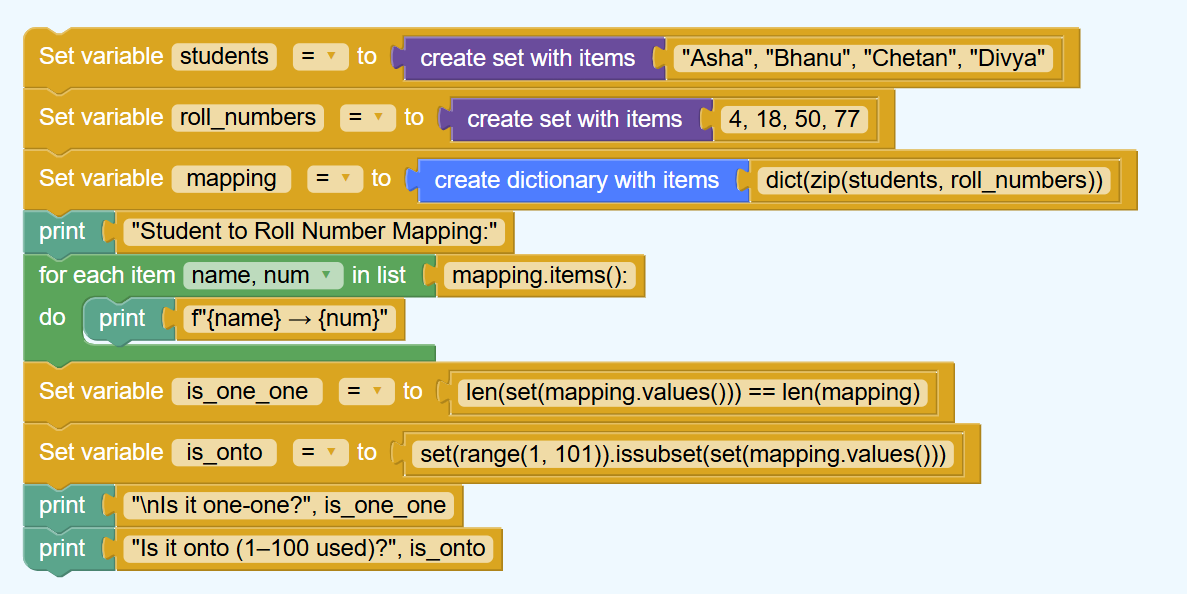 Set variable students = to create set with items "Asha", "Bhanu", "Chetan", "Divya"
Set variable roll_numbers = to create set with items 4, 18, 50, 77
Set variable mapping = to create dictionary with items dict(zip(students, roll_numbers))
print "Student to Roll Number Mapping:"
for each item name, num in list mapping.items():
do print f"{name} → {num}"
Set variable is_one_one = to len(set(mapping.values())) == len(mapping)
Set variable is_onto = to set(range(1, 101)).issubset(set(mapping.values()))
print "\nIs it one-one?", is_one_one
print "Is it onto (1–100 used)?", is_onto